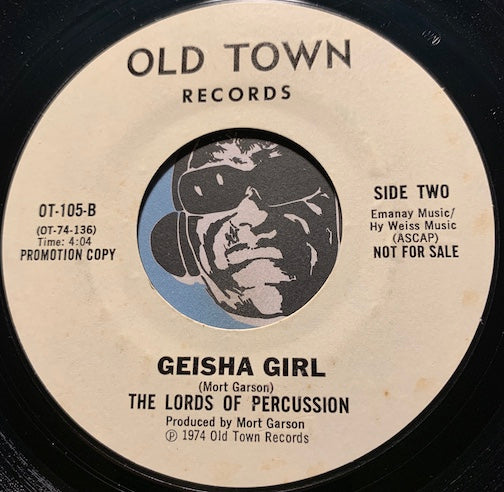 OLD TOWN
RECORDS
OT-105-B
(OT-74-136)
Time: 4:04
PROMOTION COPY
SIDE TWO
Emanay Music/
Hy Weiss Music
(ASCAP)
NOT FOR SALE
GEISHA GIRL
(Mort Garson)
THE LORDS OF PERCUSSION
Produced by Mort Garson
℗ 1974 Old Town Records